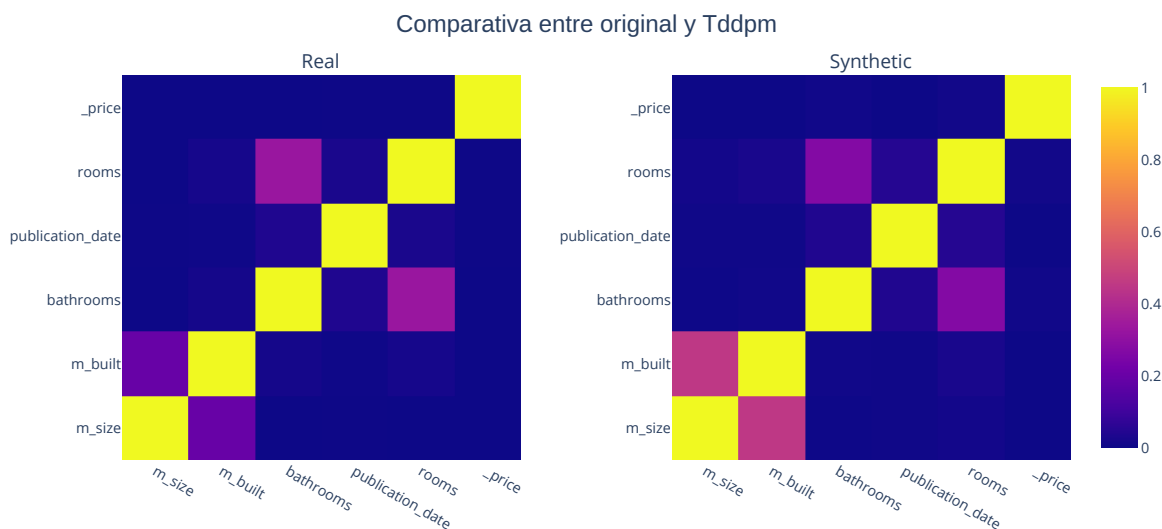 Comparativa entre original y Tddpm
Real
Synthetic
_price
rooms
publication_date
bathrooms
m_built
m_size
m_size
m_built
bathrooms
publication_date
rooms
_price
_price
rooms
publication_date
bathrooms
m_built
m_size
m_size
m_built
bathrooms
publication_date
rooms
_price
1
0.8
0.6
0.4
0.2
0